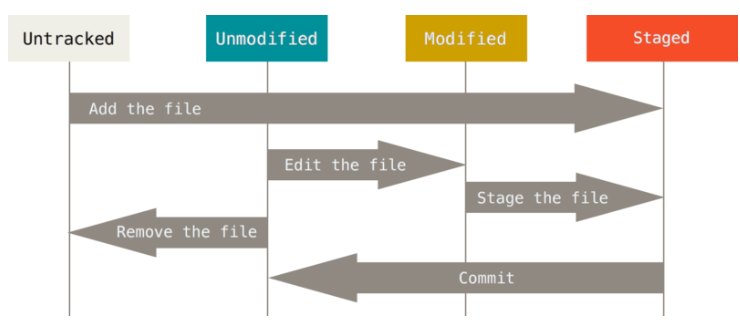 Untracked
Unmodified
Modified
Staged
Add the file
Edit the file
Stage the file
Remove the file
Commit